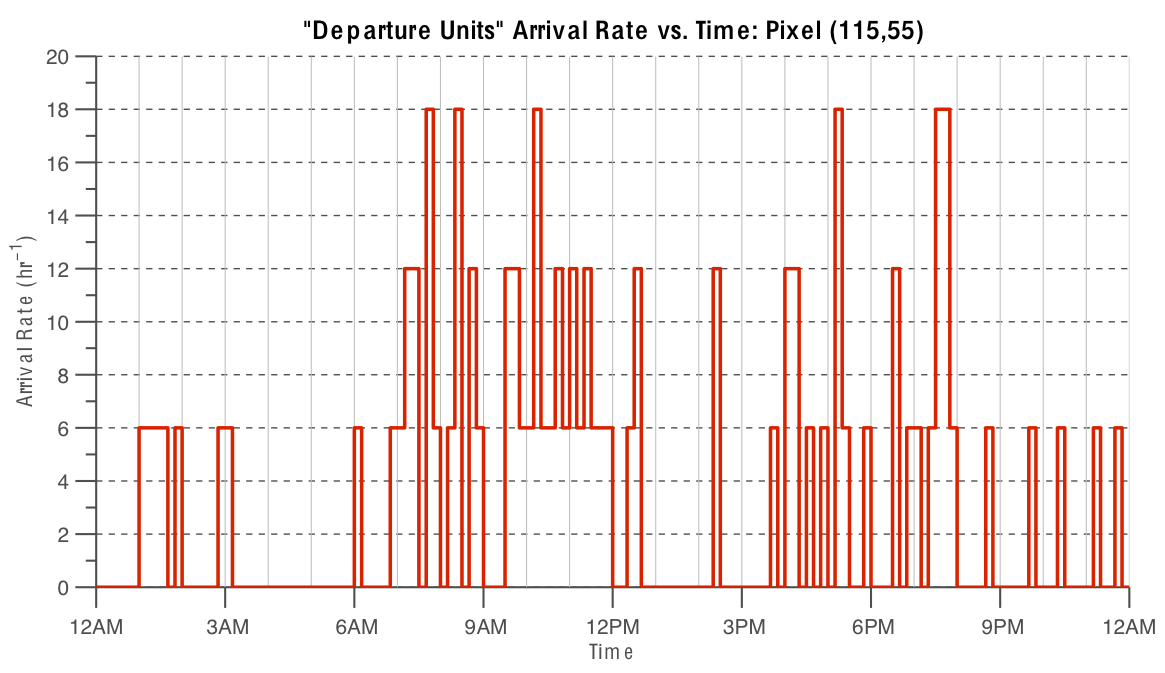 "Departure Units" Arrival Rate vs. Time: Pixel (115,55)
20
18
16
14
12
10
8
6
4
2
0
Arrival Rate (hr⁻¹)
12AM 3AM 6AM 9AM 12PM 3PM 6PM 9PM 12AM
Time